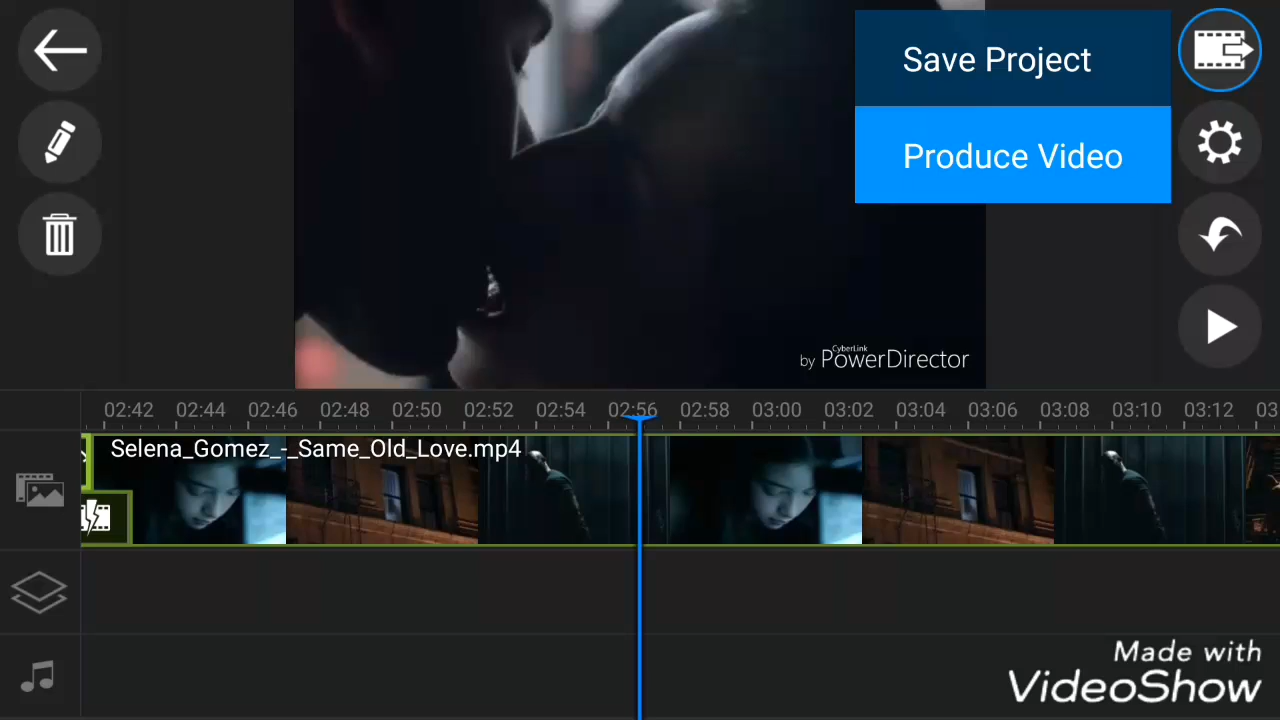 Save Project
Produce Video
CyberLink
by PowerDirector
02:42 02:44 02:46 02:48 02:50 02:52 02:54 02:56 02:58 03:00 03:02 03:04 03:06 03:08 03:10 03:12 03
Selena_Gomez_-_Same_Old_Love.mp4
Made with
VideoShow